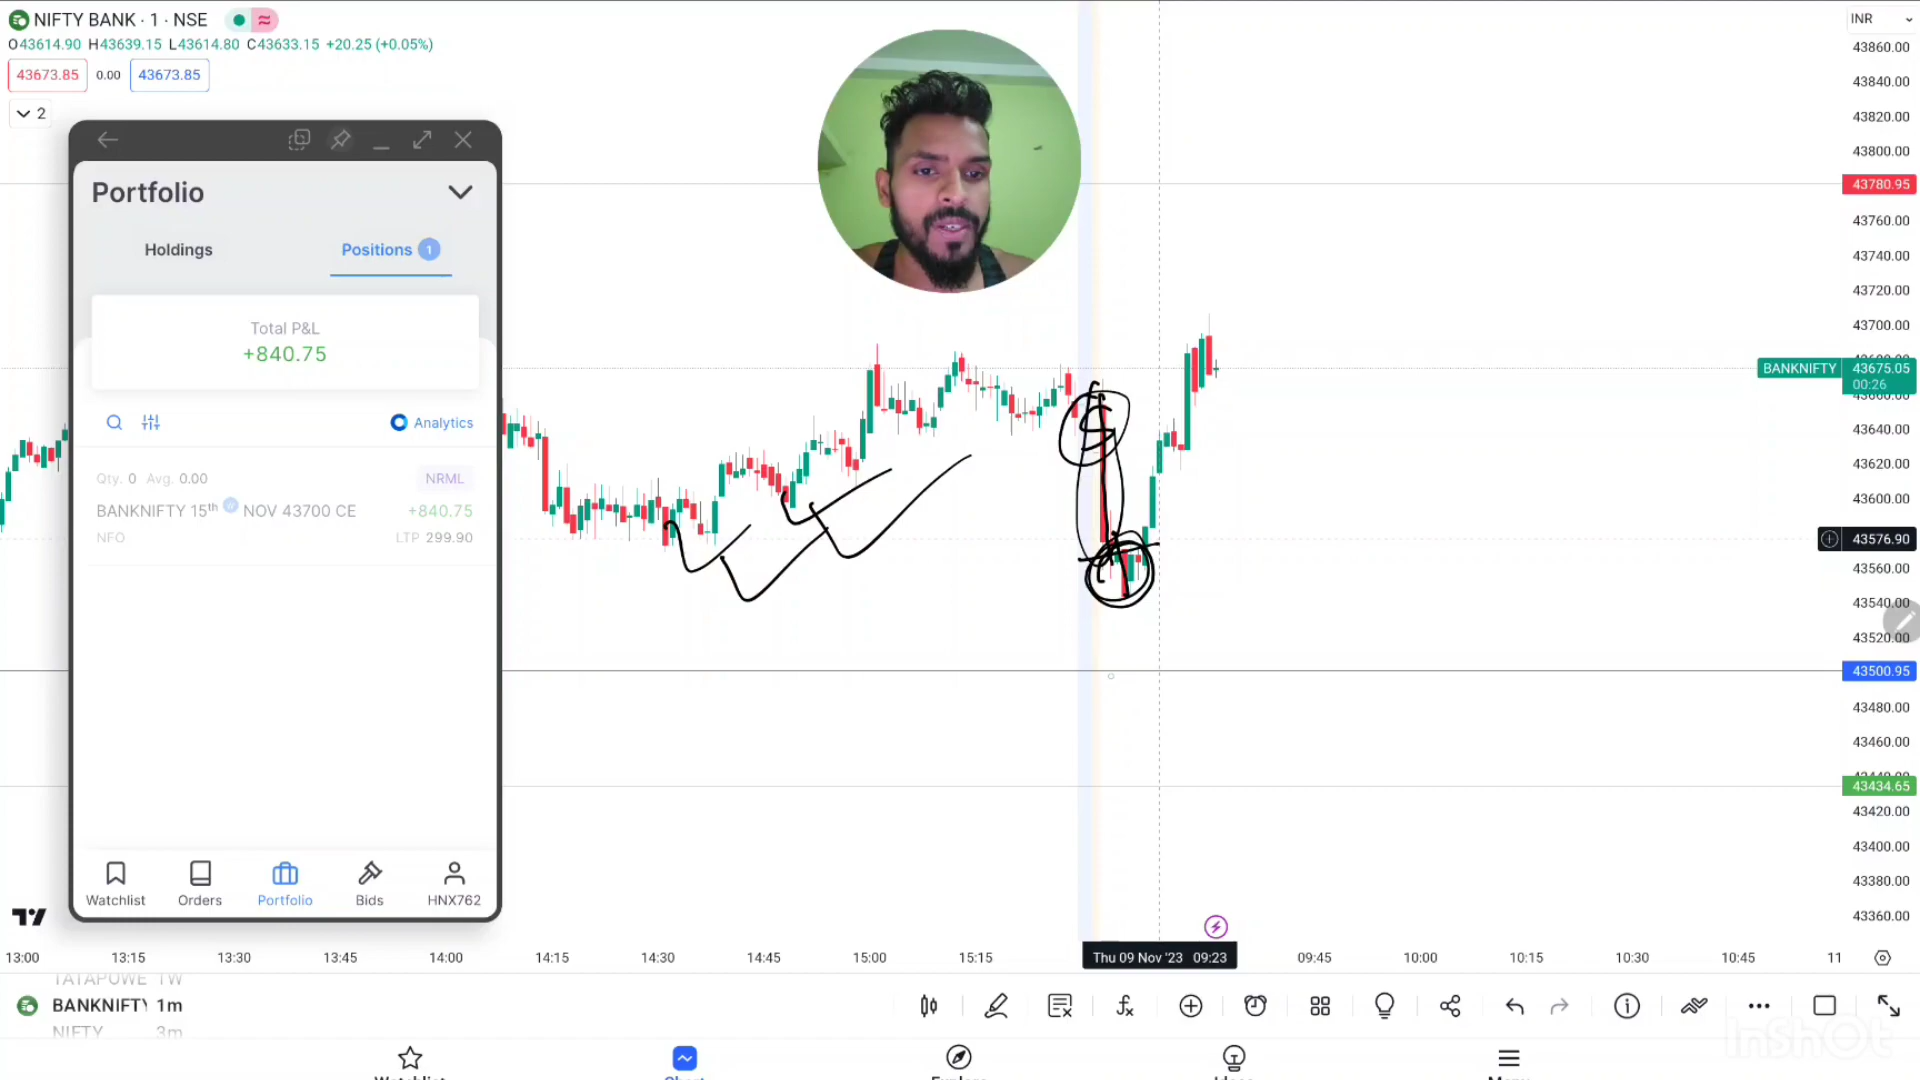 NIFTY BANK · 1 · NSE
O43614.90 H43639.15 L43614.80 C43633.15 +20.25 (+0.05%)
43673.85 0.00 43673.85
2
INR
43860.00
43840.00
43820.00
43800.00
43780.95
43760.00
43740.00
43720.00
43700.00
BANKNIFTY 43675.05
00:26
43640.00
43620.00
43600.00
43576.90
43560.00
43540.00
43520.00
43500.95
43480.00
43460.00
43434.65
43420.00
43400.00
43380.00
43360.00
Portfolio
Holdings Positions 1
Total P&L
+840.75
Analytics
Qty. 0 Avg. 0.00 NRML
BANKNIFTY 15th NOV 43700 CE +840.75
NFO LTP 299.90
Watchlist Orders Portfolio Bids HNX762
13:00 13:15 13:30 13:45 14:00 14:15 14:30 14:45 15:00 15:15 Thu 09 Nov '23 09:23 09:45 10:00 10:15 10:30 10:45 11
TATAPOWE 1W
BANKNIFTY 1m
NIFTY 3m
InShOt